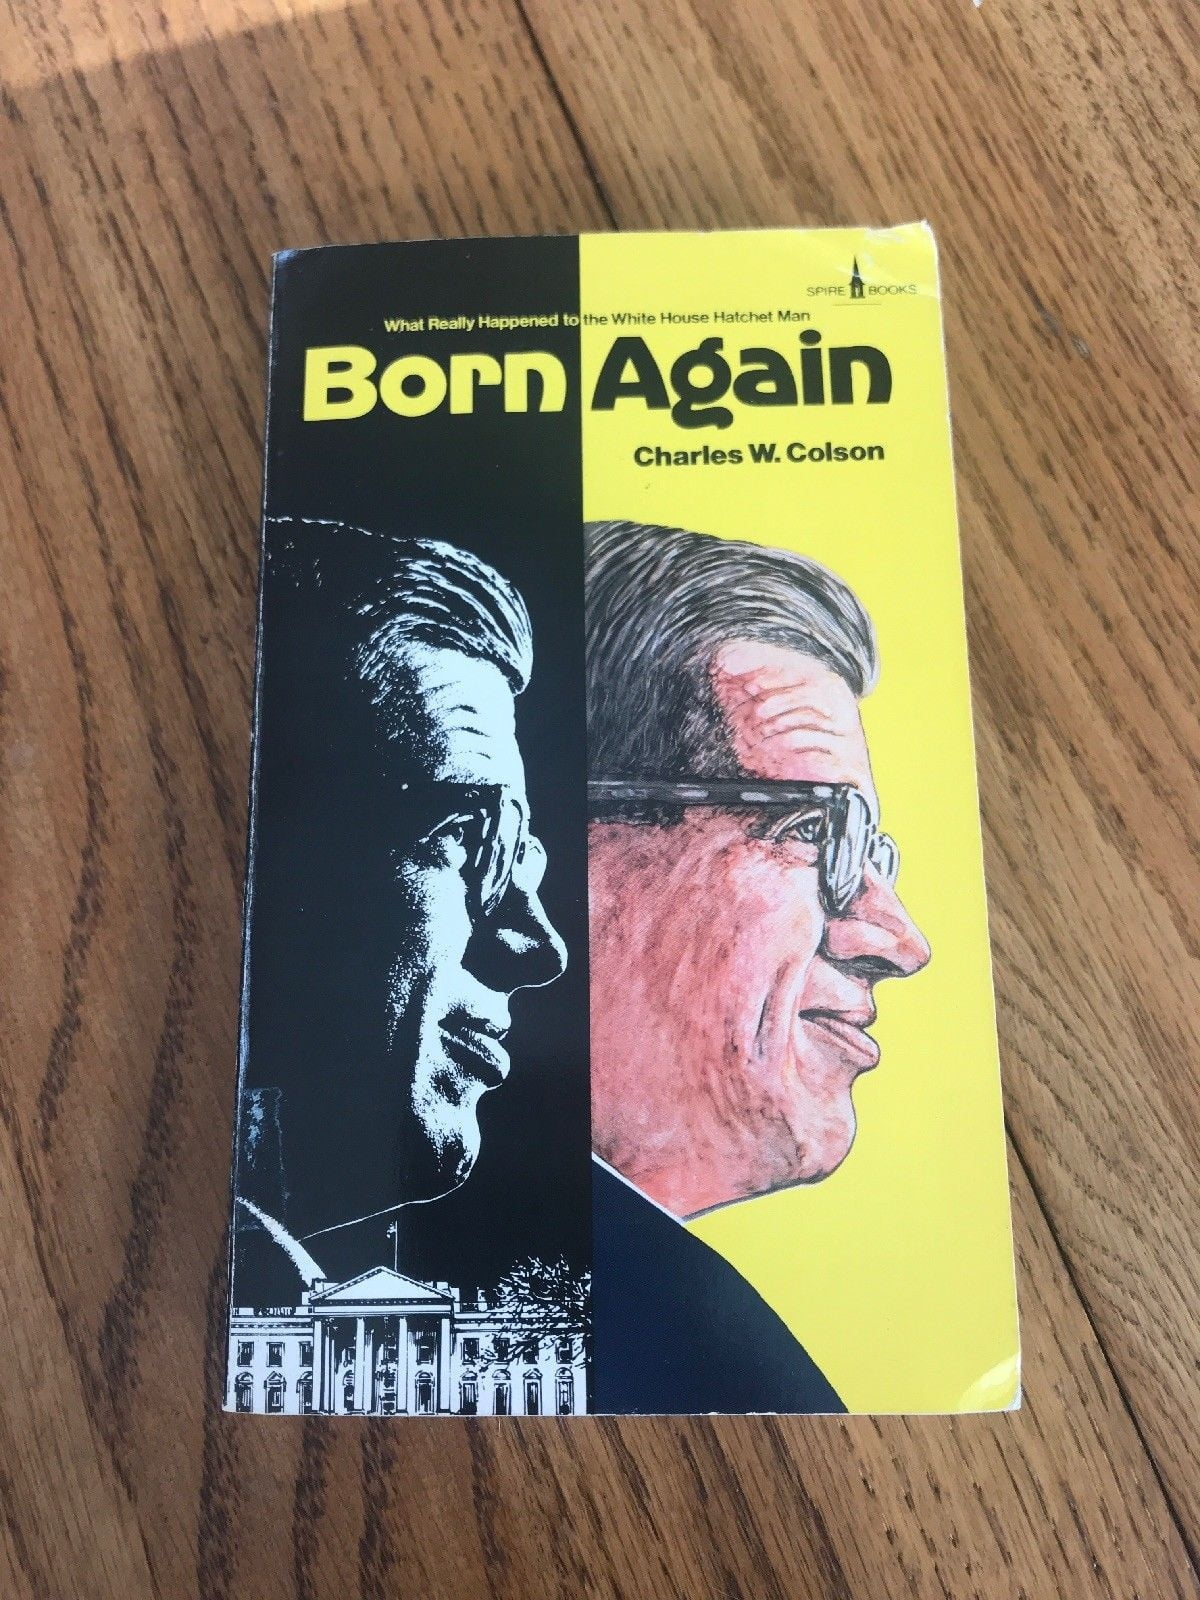 SPIRE BOOKS
What Really Happened to the White House Hatchet Man
Born Again
Charles W. Colson